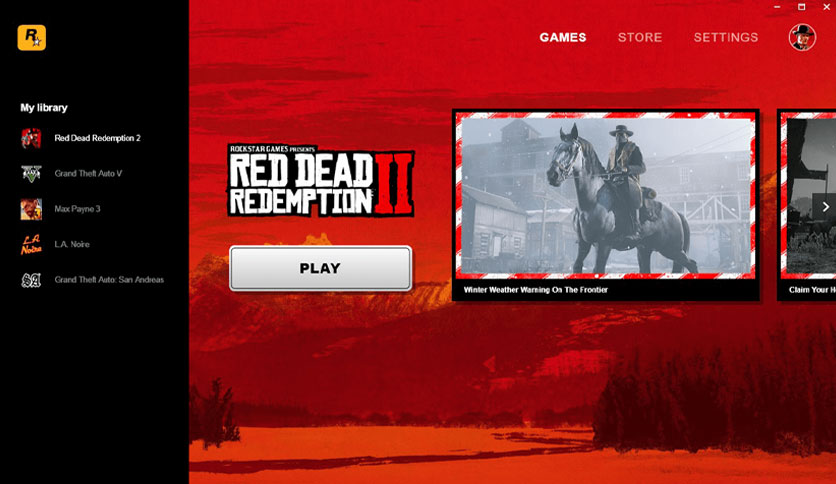 R
GAMES
STORE
SETTINGS
My library
Red Dead Redemption 2
Grand Theft Auto V
Max Payne 3
L.A. Noire
Grand Theft Auto: San Andreas
L.A.
Noire
ROCKSTAR GAMES PRESENTS
RED DEAD
REDEMPTION II
PLAY
Winter Weather Warning On The Frontier
Claim Your H